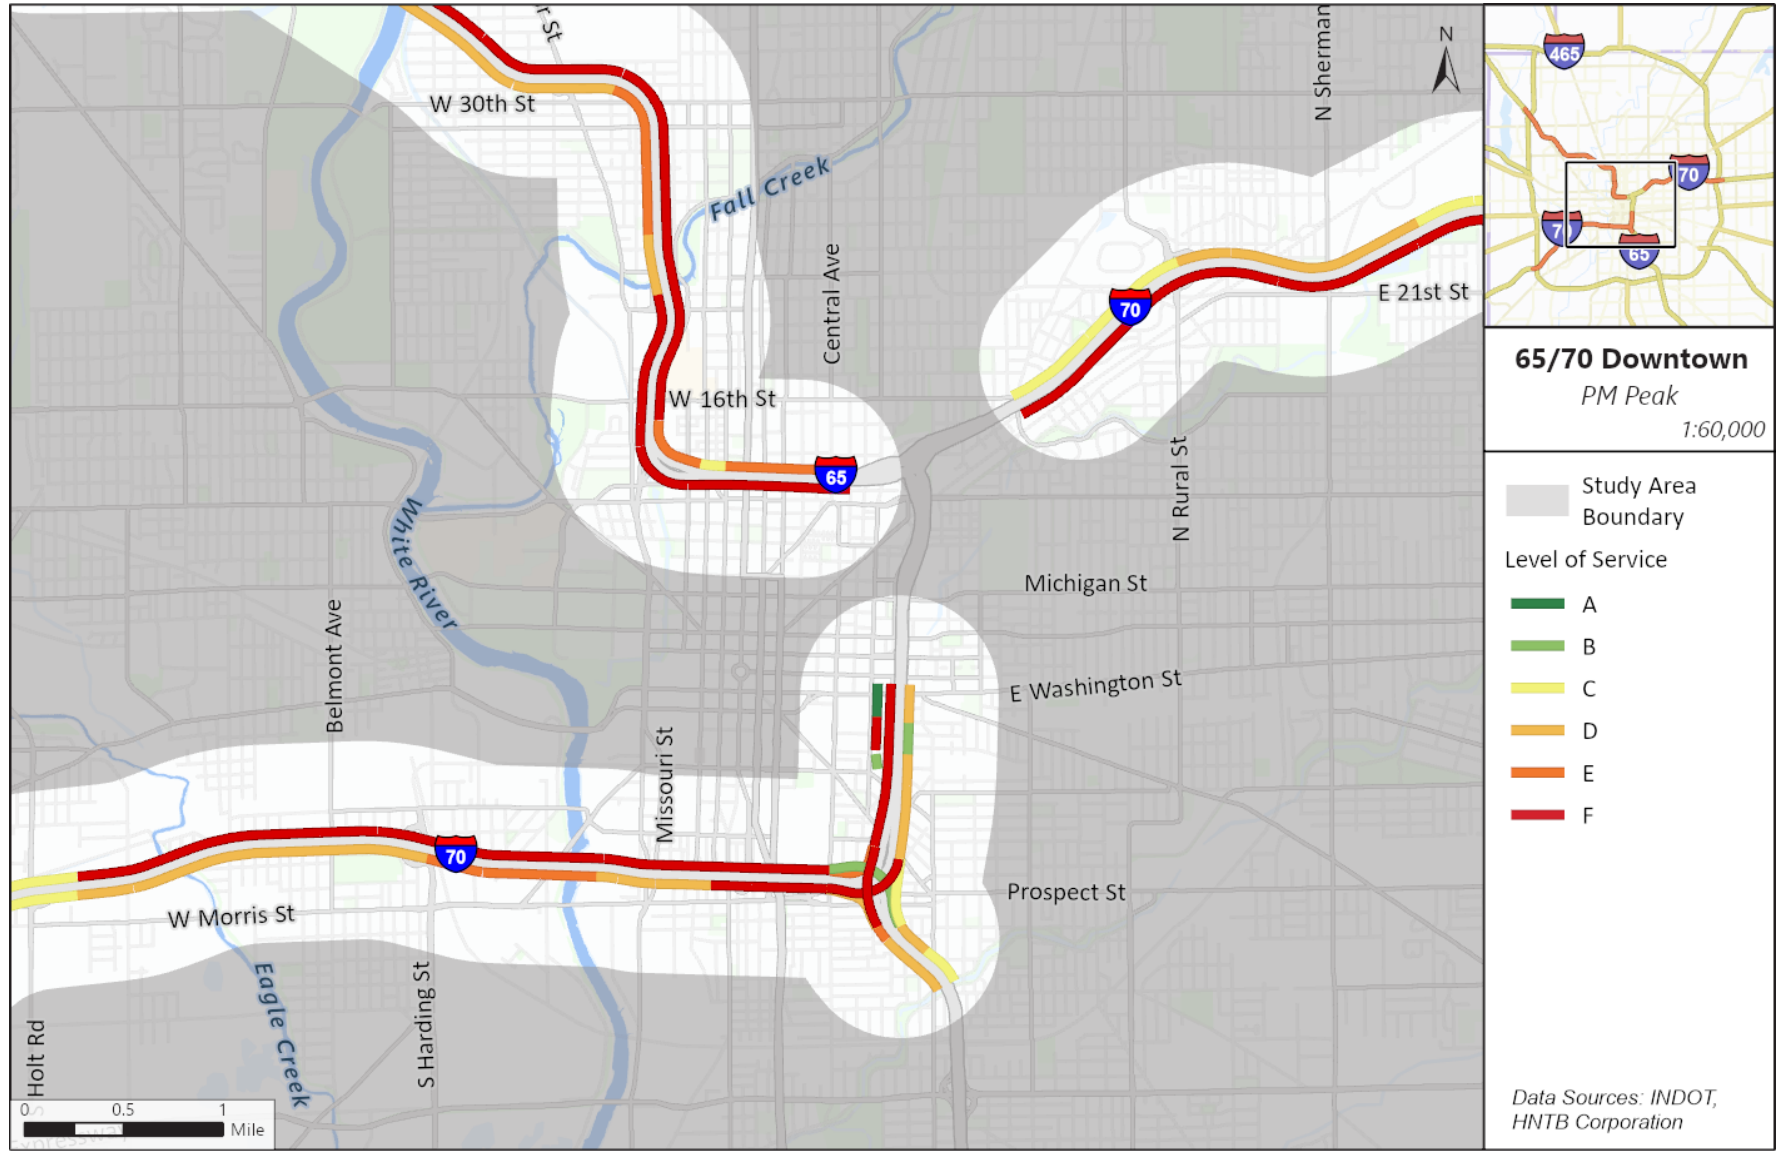 r St
W 30th St
Fall Creek
Central Ave
N Sherman
N
E 21st St
70
W 16th St
65
N Rural St
White River
Michigan St
Belmont Ave
E Washington St
Missouri St
70
W Morris St
Prospect St
Eagle Creek
S Harding St
S Holt Rd
0 0.5 1
Mile
Expressway
465
70
70
65
65/70 Downtown
PM Peak
1:60,000
Study Area
Boundary
Level of Service
A
B
C
D
E
F
Data Sources: INDOT,
HNTB Corporation